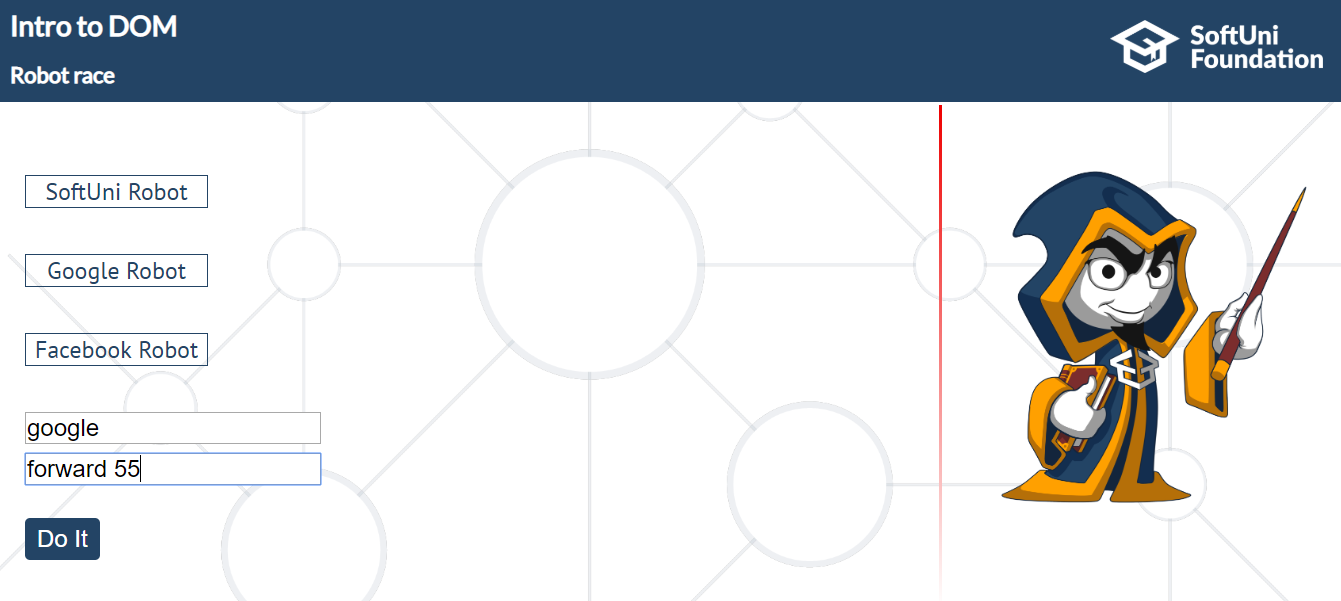 Intro to DOM
Robot race
SoftUni
Foundation
SoftUni Robot
Google Robot
Facebook Robot
google
forward 55
Do It